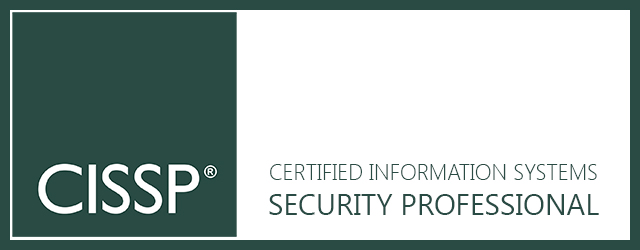 CISSP®
CERTIFIED INFORMATION SYSTEMS
SECURITY PROFESSIONAL